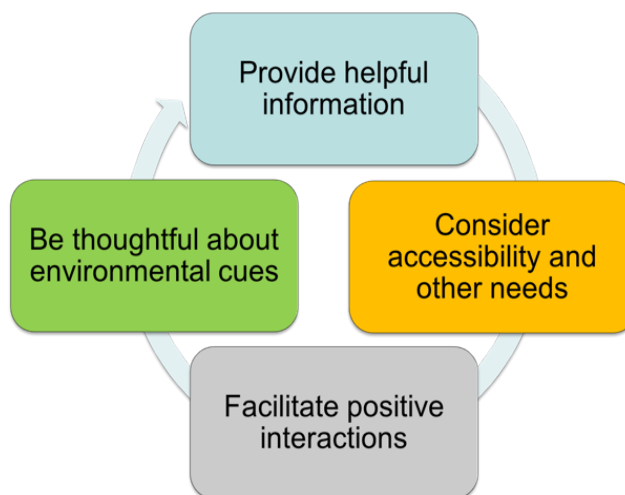 Provide helpful
information
Consider
accessibility and
other needs
Facilitate positive
interactions
Be thoughtful about
environmental cues